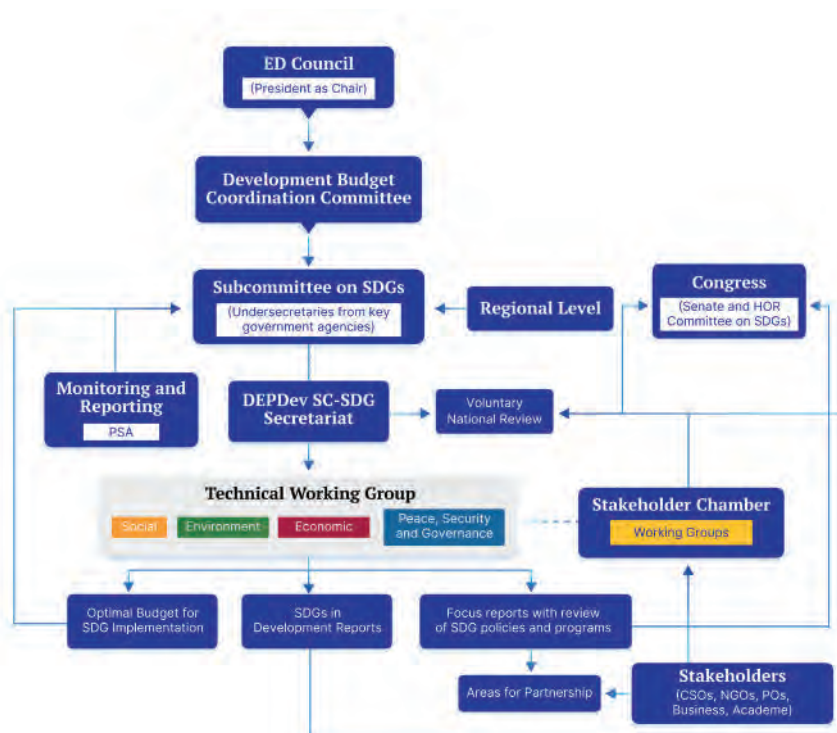 ED Council
(President as Chair)
Development Budget
Coordination Committee
Subcommittee on SDGs
(Undersecretaries from key
government agencies)
Regional Level
Congress
(Senate and HOR
Committee on SDGs)
Monitoring and
Reporting
PSA
DEPDev SC-SDG
Secretariat
Voluntary
National Review
Technical Working Group
Social
Environment
Economic
Peace, Security
and Governance
Stakeholder Chamber
Working Groups
Optimal Budget for
SDG Implementation
SDGs in
Development Reports
Focus reports with review
of SDG policies and programs
Areas for Partnership
Stakeholders
(CSOs, NGOs, POs,
Business, Academe)